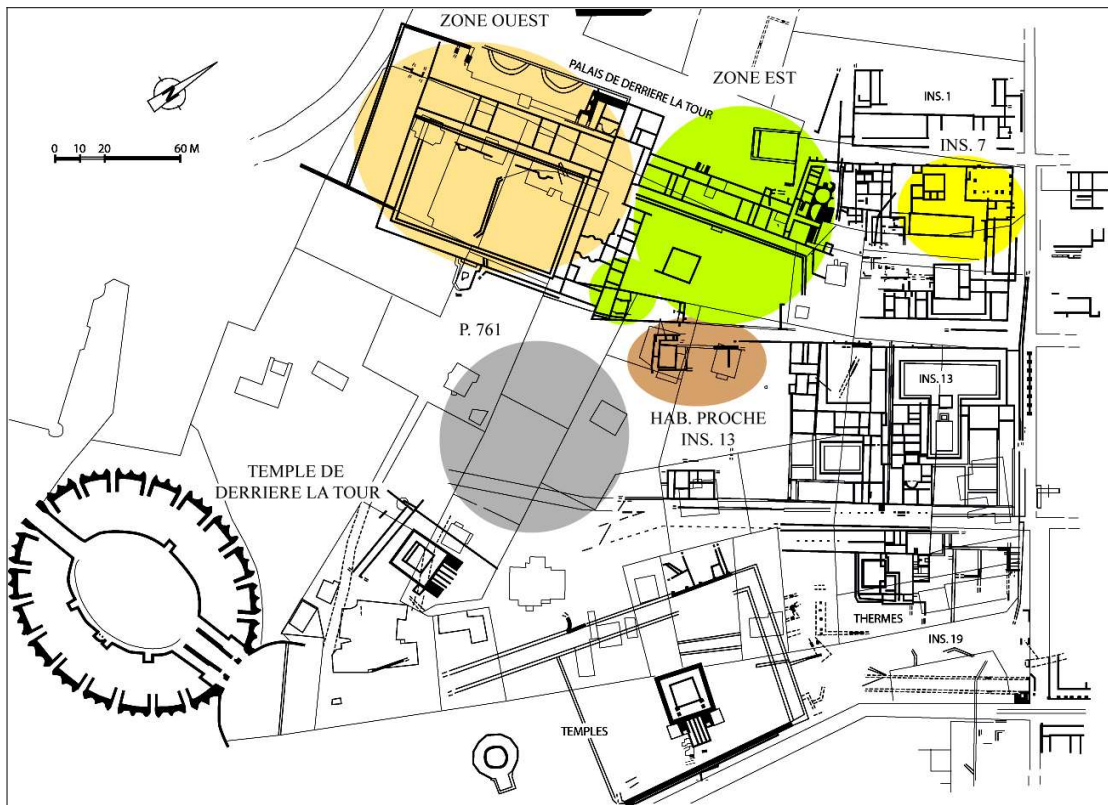 ZONE OUEST
PALAIS DE DERRIERE LA TOUR
ZONE EST
INS. 1
INS. 7
N
0 10 20 60 M
P. 761
INS. 13
HAB. PROCHE
INS. 13
TEMPLE DE
DERRIERE LA TOUR
THERMES
INS. 19
TEMPLES